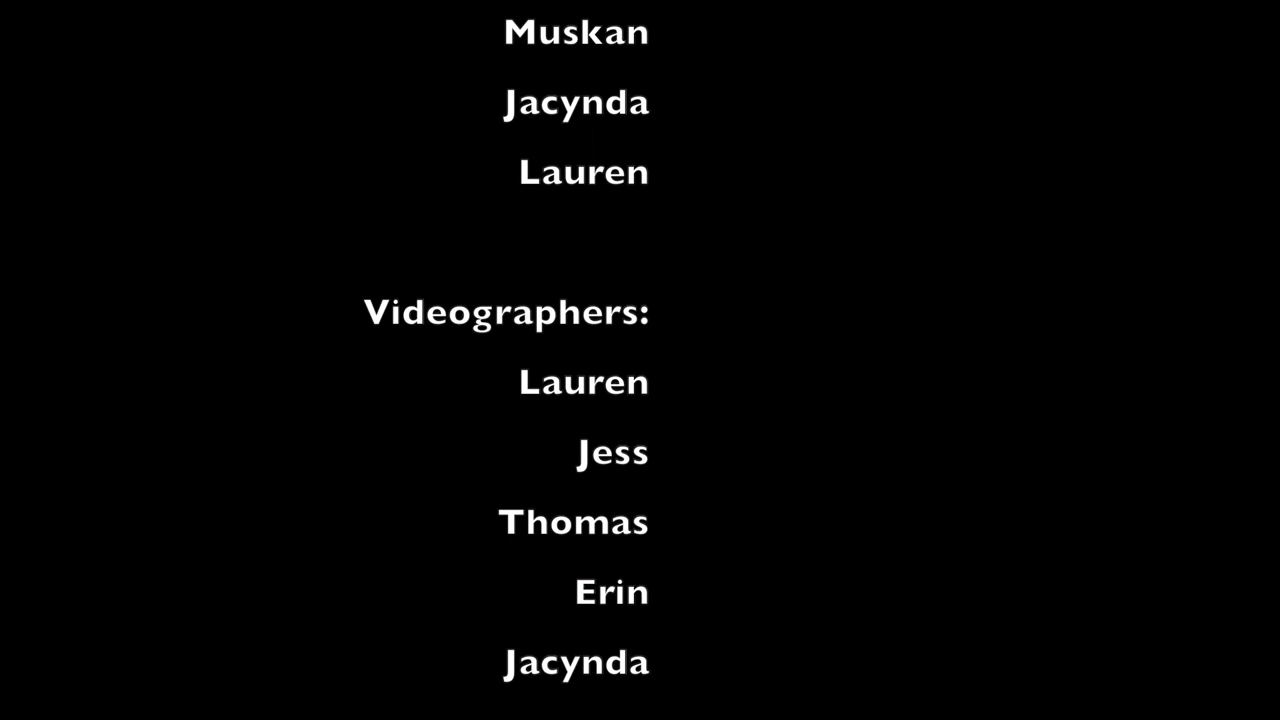 Muskan
Jacynda
Lauren
Videographers:
Lauren
Jess
Thomas
Erin
Jacynda